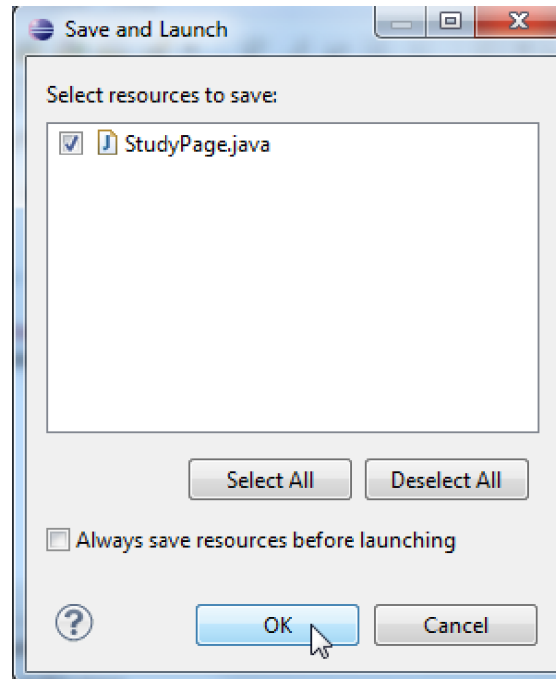 Save and Launch
Select resources to save:
StudyPage.java
Select All
Deselect All
Always save resources before launching
OK
Cancel